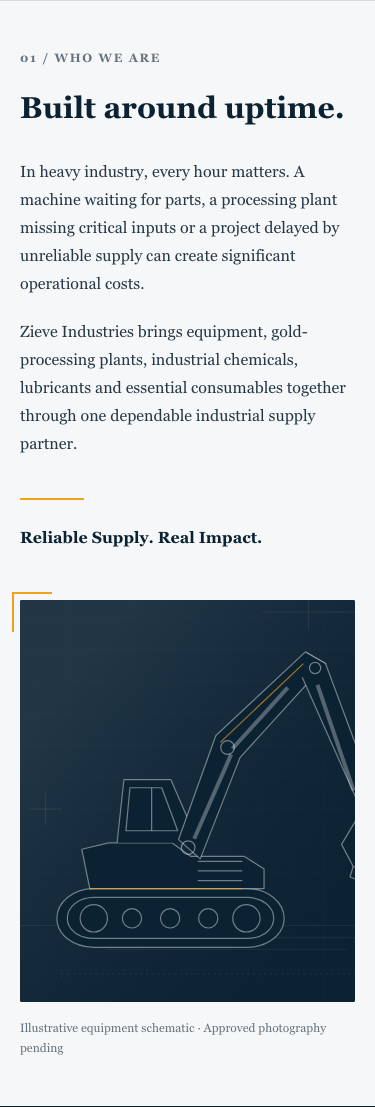 01 / WHO WE ARE
Built around uptime.
In heavy industry, every hour matters. A
machine waiting for parts, a processing plant
missing critical inputs or a project delayed by
unreliable supply can create significant
operational costs.
Zieve Industries brings equipment, gold-
processing plants, industrial chemicals,
lubricants and essential consumables together
through one dependable industrial supply
partner.
Reliable Supply. Real Impact.
Illustrative equipment schematic · Approved photography
pending